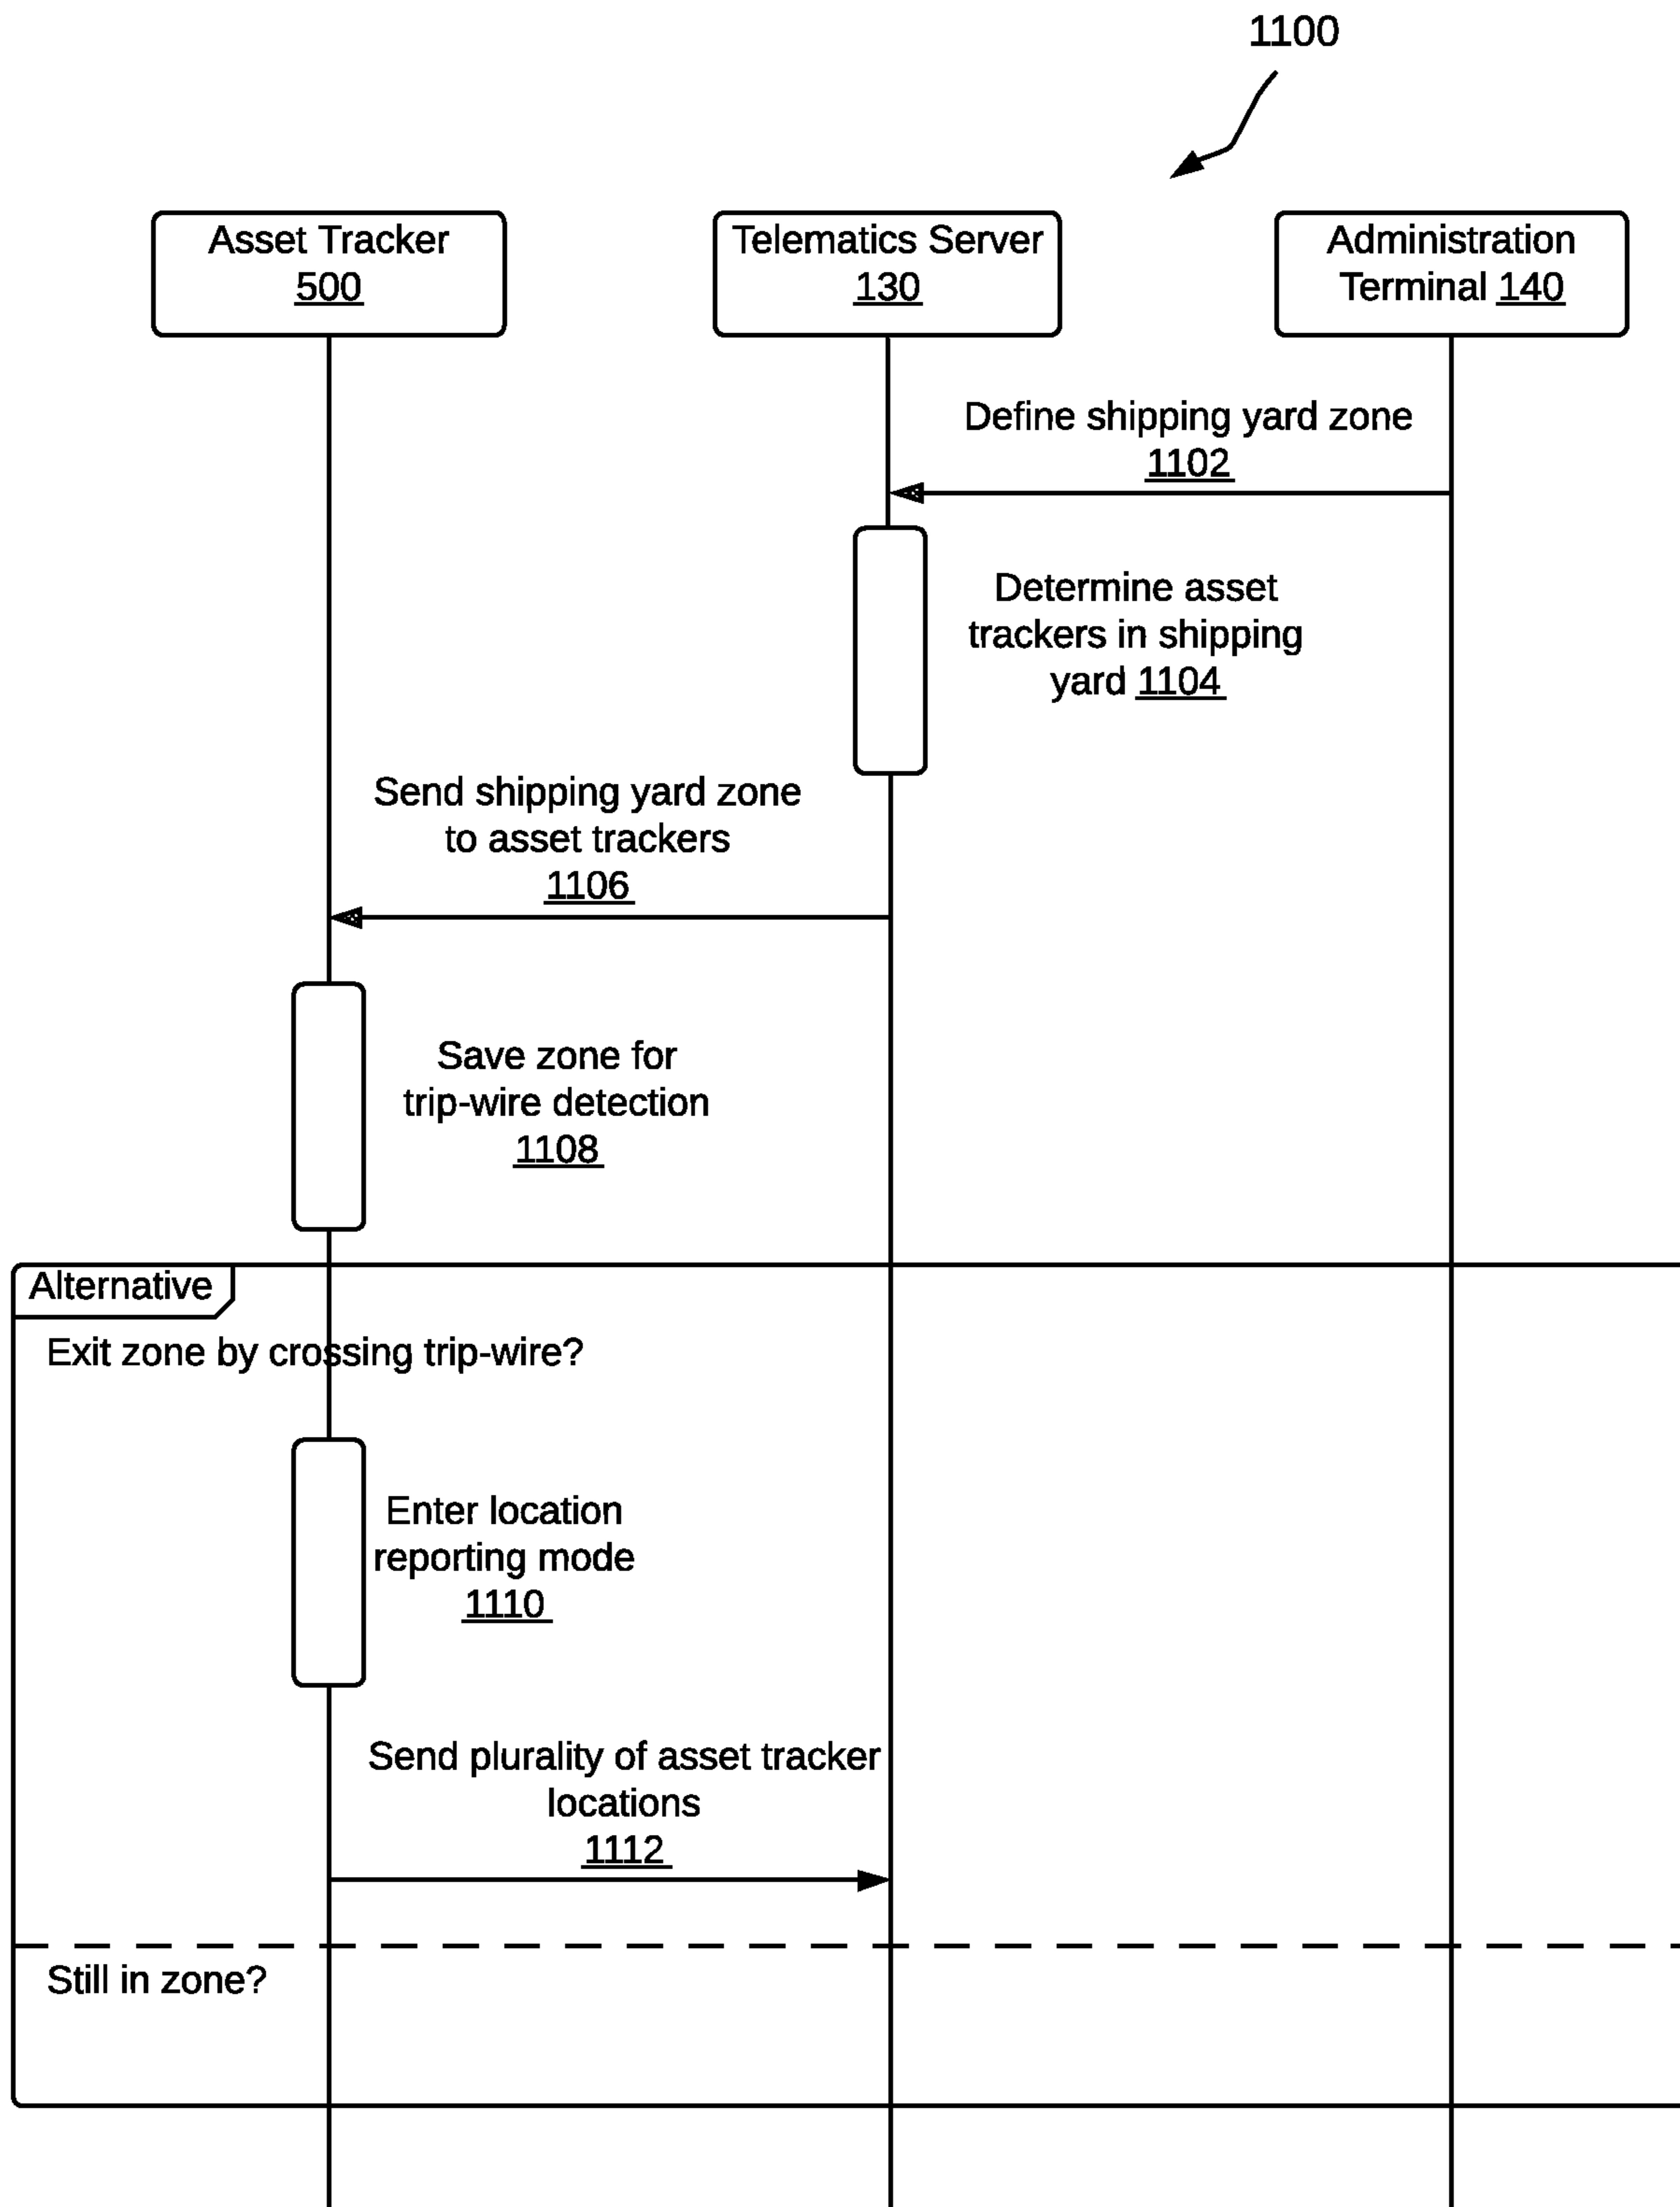 1100
Asset Tracker
500
Telematics Server
130
Administration
Terminal 140
Define shipping yard zone
1102
Determine asset
trackers in shipping
yard 1104
Send shipping yard zone
to asset trackers
1106
Save zone for
trip-wire detection
1108
Alternative
Exit zone by crossing trip-wire?
Enter location
reporting mode
1110
Send plurality of asset tracker
locations
1112
Still in zone?